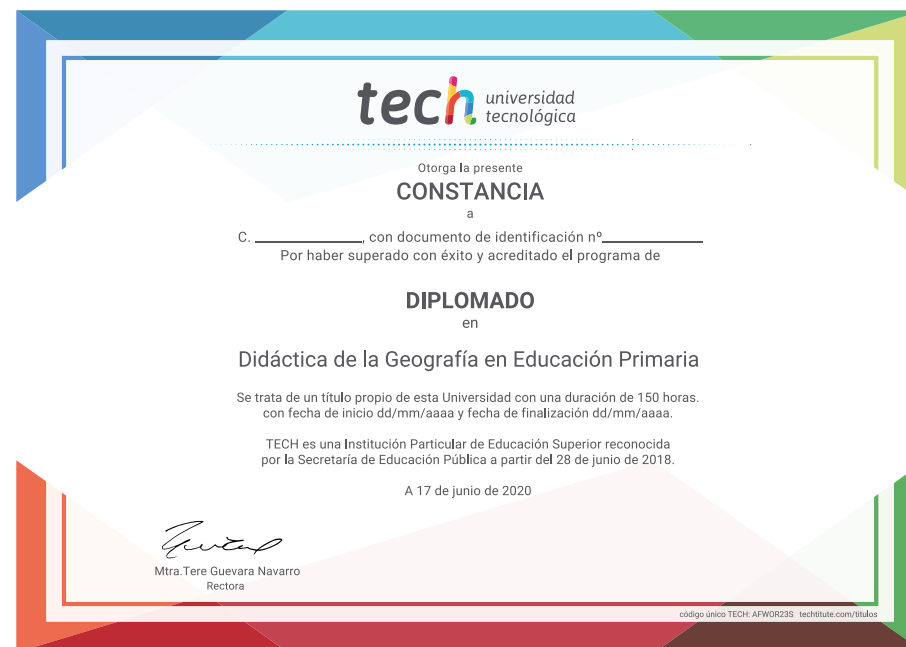 tech universidad
tecnológica
Otorga la presente
CONSTANCIA
a
C. ____________, con documento de identificación nº____________
Por haber superado con éxito y acreditado el programa de
DIPLOMADO
en
Didáctica de la Geografía en Educación Primaria
Se trata de un título propio de esta Universidad con una duración de 150 horas.
con fecha de inicio dd/mm/aaaa y fecha de finalización dd/mm/aaaa.
TECH es una Institución Particular de Educación Superior reconocida
por la Secretaría de Educación Pública a partir del 28 de junio de 2018.
A 17 de junio de 2020
Mtra.Tere Guevara Navarro
Rectora
código único TECH: AFWOR23S techtitute.com/titulos